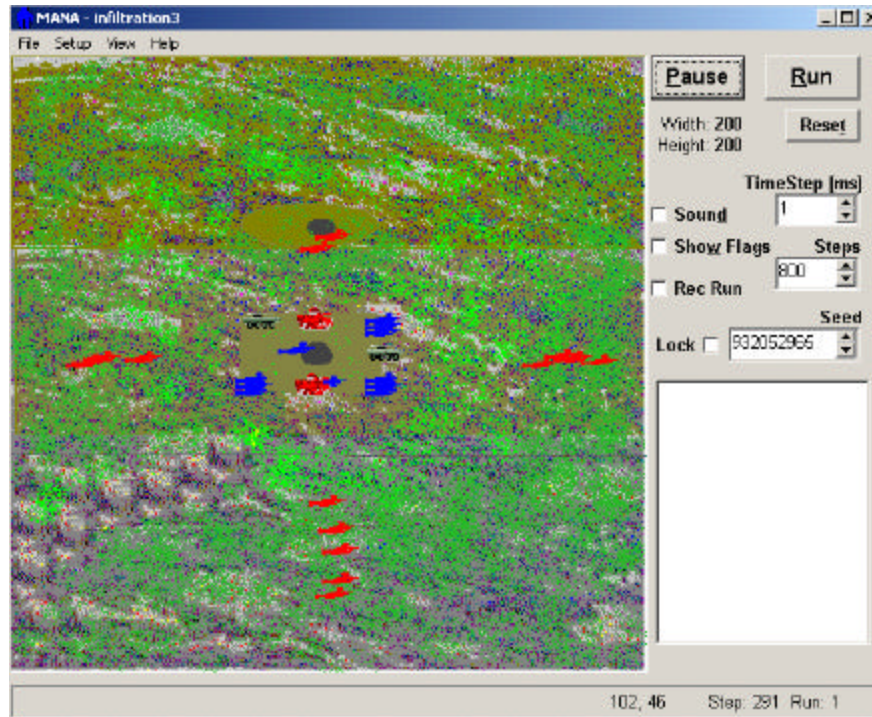 MANA - infiltration3
File Setup View Help
Pause Run
Width: 200
Height: 200
Reset
TimeStep [ms]
1
Sound
Show Flags
Steps
800
Rec Run
Seed
Lock
932052965
102, 46 Step: 291 Run: 1